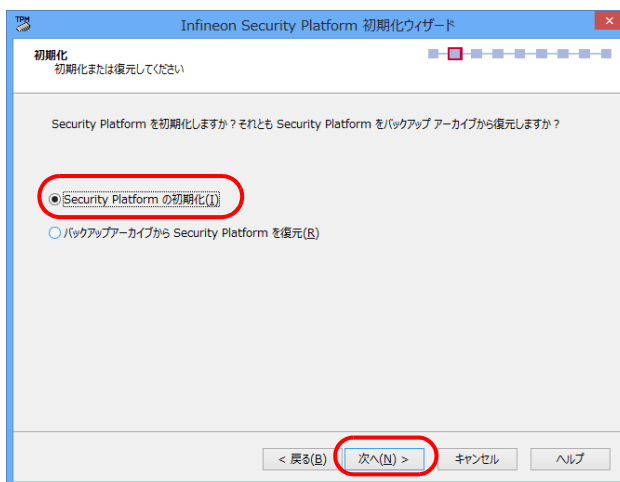 TPM
Infineon Security Platform 初期化ウィザード
初期化
初期化または復元してください
Security Platform を初期化しますか？それとも Security Platform をバックアップ アーカイブから復元しますか？
Security Platform の初期化(I)
バックアップアーカイブから Security Platform を復元(R)
< 戻る(B) 次へ(N) > キャンセル ヘルプ